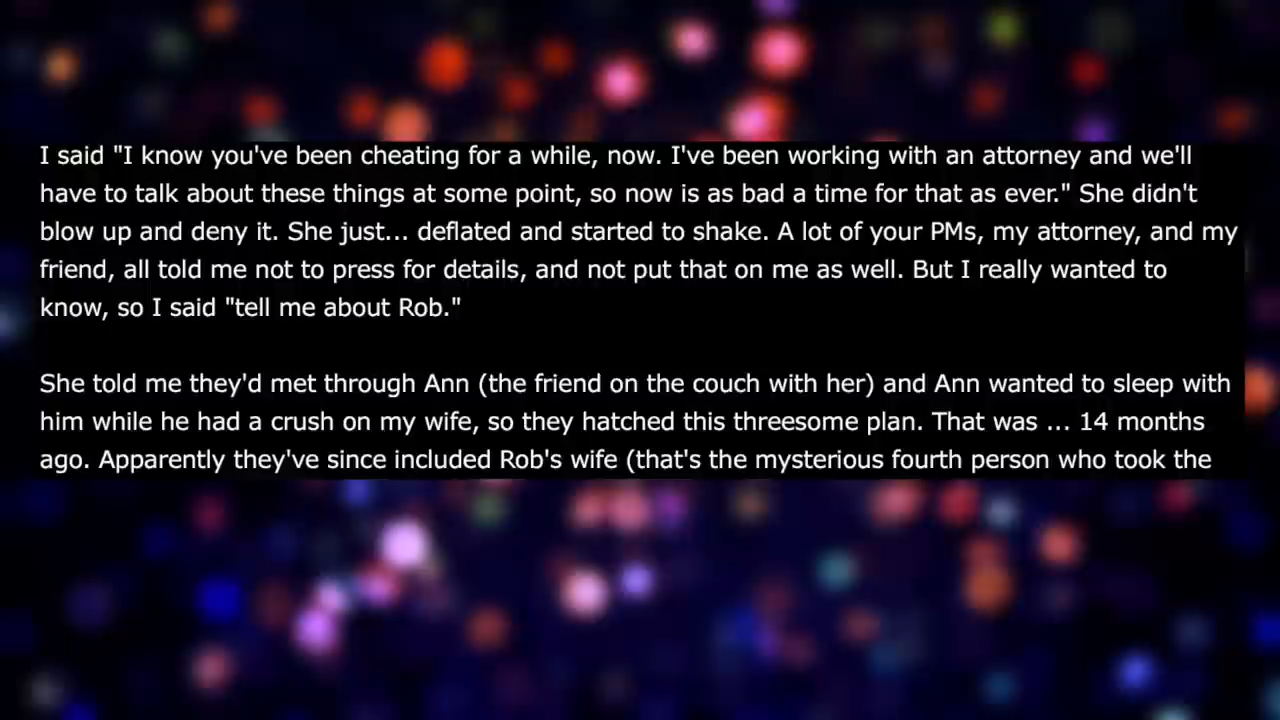 I said "I know you've been cheating for a while, now. I've been working with an attorney and we'll
have to talk about these things at some point, so now is as bad a time for that as ever." She didn't
blow up and deny it. She just... deflated and started to shake. A lot of your PMs, my attorney, and my
friend, all told me not to press for details, and not put that on me as well. But I really wanted to
know, so I said "tell me about Rob."
She told me they'd met through Ann (the friend on the couch with her) and Ann wanted to sleep with
him while he had a crush on my wife, so they hatched this threesome plan. That was ... 14 months
ago. Apparently they've since included Rob's wife (that's the mysterious fourth person who took the